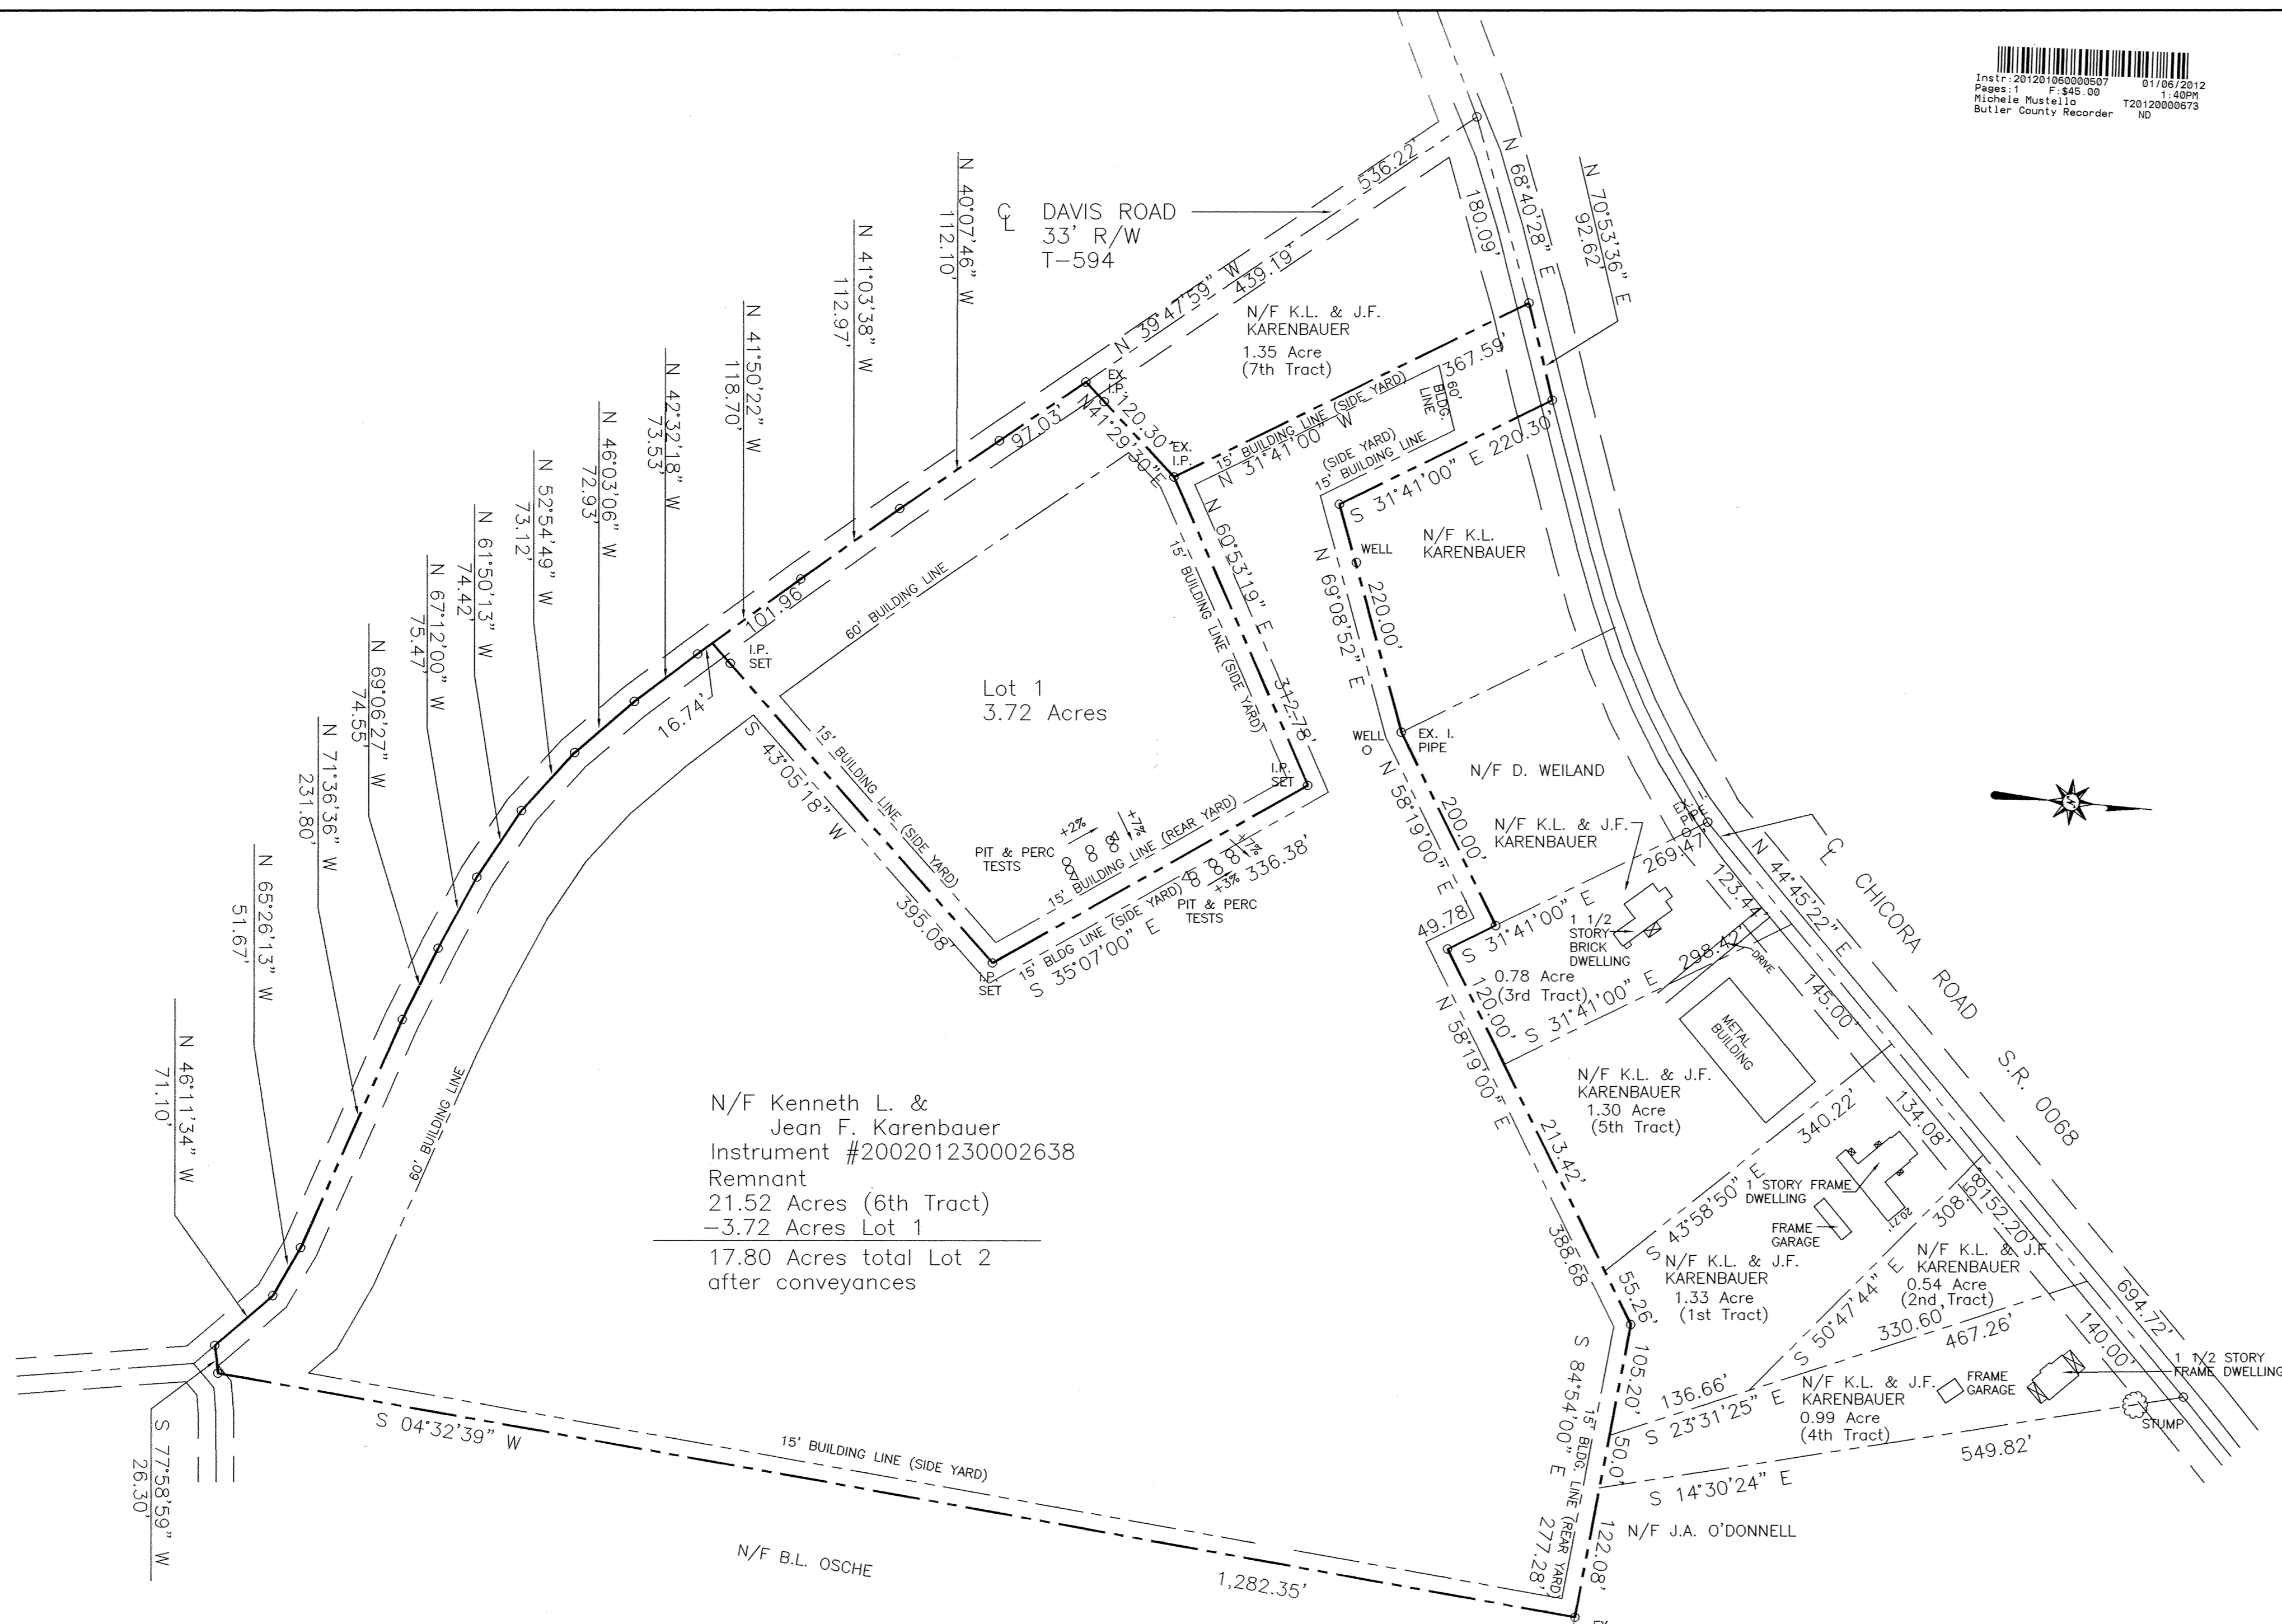 Instr:201201060000507 01/06/2012
Pages:1 F:$45.00 1:40PM
Michele Mustello T20120000673
Butler County Recorder ND
℄ DAVIS ROAD
33' R/W
T-594
536.22'
N 39°47'59" W
439.19'
N 68°40'28" E
180.09'
N 70°53'36" E
92.62'
N 40°07'46" W
112.10'
N 41°03'38" W
112.97'
N 41°50'22" W
118.70'
N 42°32'18" W
73.53'
N 46°03'06" W
72.93'
N 52°54'49" W
73.12'
N 61°50'13" W
74.42'
N 67°12'00" W
75.47'
N 69°06'27" W
74.55'
N 71°36'36" W
231.80'
N 65°26'13" W
51.67'
N 46°11'34" W
71.10'
S 77°58'59" W
26.30'
N/F K.L. & J.F.
KARENBAUER
1.35 Acre
(7th Tract)
367.59'
15' BUILDING LINE (SIDE YARD)
N 31°41'00" W
60'
BLDG.
LINE
(SIDE YARD)
15' BUILDING LINE
S 31°41'00" E 220.30'
EX.
I.P.
120.30'
N41°29'30"E
EX.
I.P.
97.03'
101.96'
16.74'
I.P.
SET
60' BUILDING LINE
N 60°53'19" E
312.78'
15' BUILDING LINE (SIDE YARD)
Lot 1
3.72 Acres
15' BUILDING LINE (SIDE YARD)
S 43°05'18" W
395.08'
I.P.
SET
PIT & PERC
TESTS
+2%
+7%
15' BUILDING LINE (REAR YARD)
15' BLDG LINE (SIDE YARD)
S 35°07'00" E
336.38'
+7%
+3%
PIT & PERC
TESTS
I.P.
SET
N/F K.L.
KARENBAUER
WELL
220.00'
N 69°08'52" E
WELL
EX. I.
PIPE
N/F D. WEILAND
N 58°19'00" E
200.00'
N/F K.L. & J.F.
KARENBAUER
EX.
I.P.
269.47'
49.78'
S 31°41'00" E
1 1/2
STORY
BRICK
DWELLING
0.78 Acre
(3rd Tract)
298.42'
S 31°41'00" E
DRIVE
123.44'
N 44°45'22" E
℄ CHICORA ROAD S.R. 0068
145.00'
METAL
BUILDING
120.00'
N 58°19'00" E
N/F K.L. & J.F.
KARENBAUER
1.30 Acre
(5th Tract)
213.42'
388.68
340.22'
S 43°58'50" E
134.08'
1 STORY FRAME
DWELLING
20.71'
FRAME
GARAGE
N/F K.L. & J.F.
KARENBAUER
1.33 Acre
(1st Tract)
55.26'
308.58'
S 50°47'44" E
152.20'
N/F K.L. & J.F.
KARENBAUER
0.54 Acre
(2nd Tract)
330.60'
467.26'
136.66'
S 23°31'25" E
694.72'
140.00'
1 1/2 STORY
FRAME DWELLING
FRAME
GARAGE
STUMP
N/F K.L. & J.F.
KARENBAUER
0.99 Acre
(4th Tract)
549.82'
S 14°30'24" E
105.20'
50.0'
122.08'
S 84°54'00" E
277.28'
15' BLDG. LINE (REAR YARD)
N/F J.A. O'DONNELL
N/F Kenneth L. &
Jean F. Karenbauer
Instrument #200201230002638
Remnant
21.52 Acres (6th Tract)
-3.72 Acres Lot 1
17.80 Acres total Lot 2
after conveyances
60' BUILDING LINE
S 04°32'39" W
15' BUILDING LINE (SIDE YARD)
1,282.35'
N/F B.L. OSCHE
N